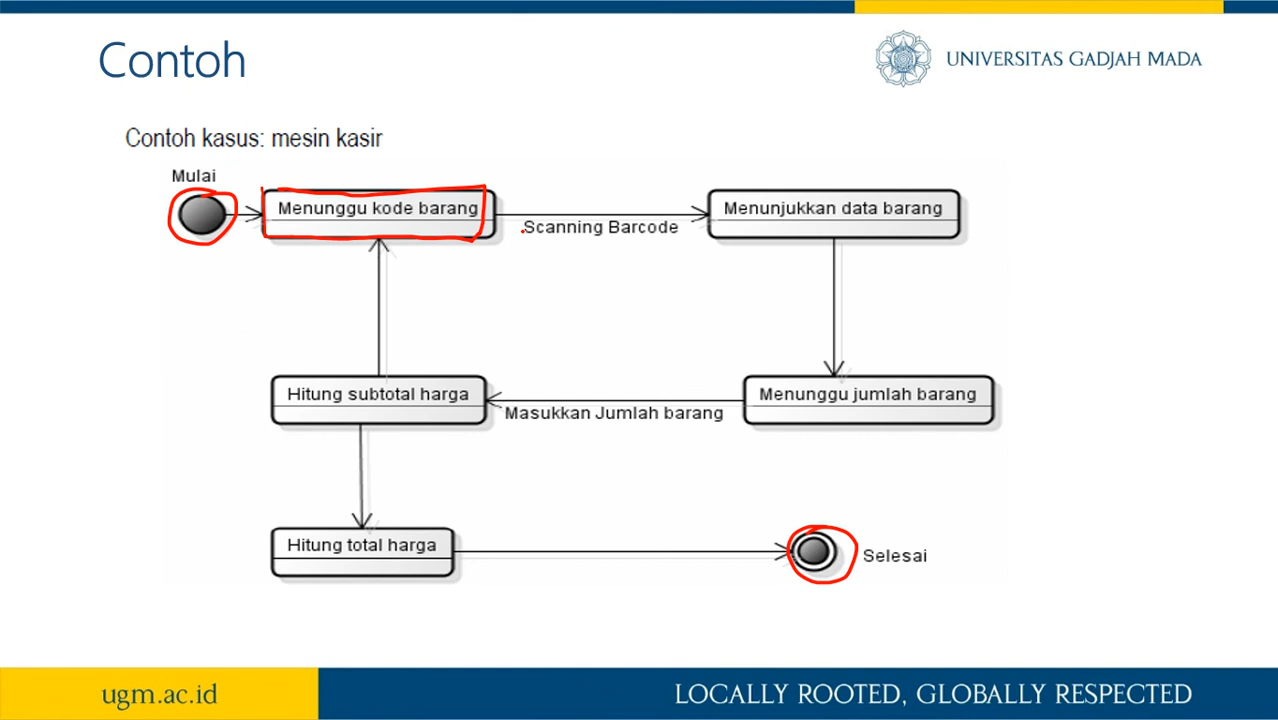 Contoh
UNIVERSITAS GADJAH MADA
Contoh kasus: mesin kasir
Mulai
Menunggu kode barang
Scanning Barcode
Menunjukkan data barang
Hitung subtotal harga
Masukkan Jumlah barang
Menunggu jumlah barang
Hitung total harga
Selesai
ugm.ac.id
LOCALLY ROOTED, GLOBALLY RESPECTED